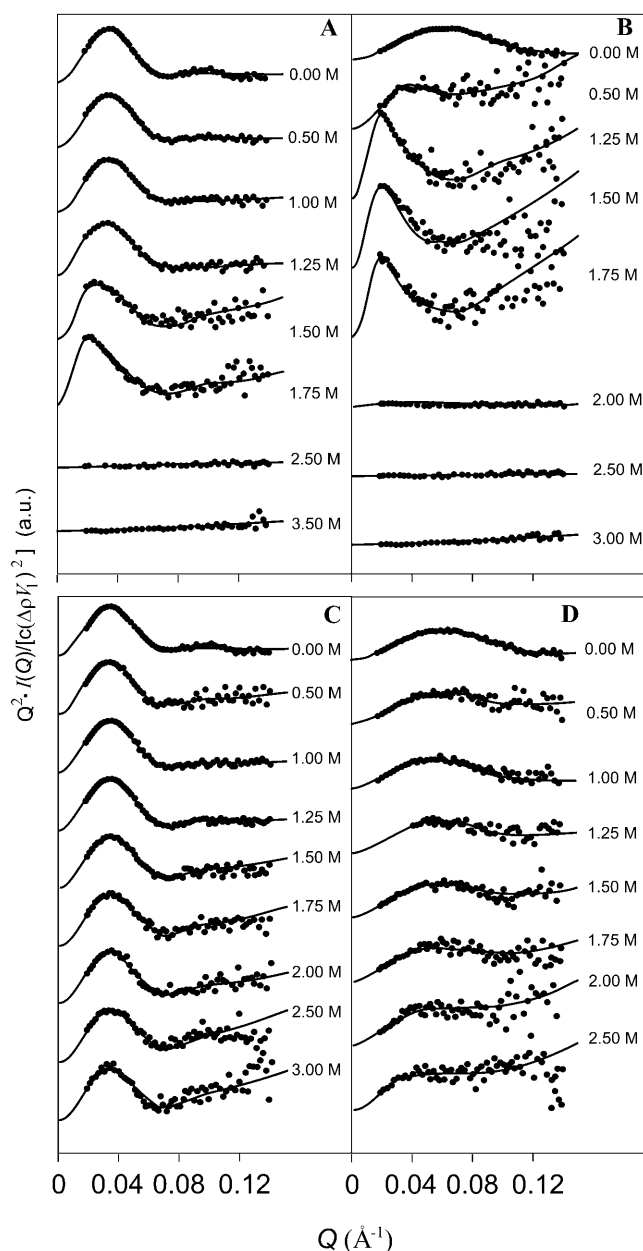 A
0.00 M
0.50 M
1.00 M
1.25 M
1.50 M
1.75 M
2.50 M
3.50 M
B
0.00 M
0.50 M
1.25 M
1.50 M
1.75 M
2.00 M
2.50 M
3.00 M
C
0.00 M
0.50 M
1.00 M
1.25 M
1.50 M
1.75 M
2.00 M
2.50 M
3.00 M
D
0.00 M
0.50 M
1.00 M
1.25 M
1.50 M
1.75 M
2.00 M
2.50 M
Q²· I(Q)/[c(ΔρV₁)²] (a.u.)
0 0.04 0.08 0.12 0 0.04 0.08 0.12
Q (Å⁻¹)